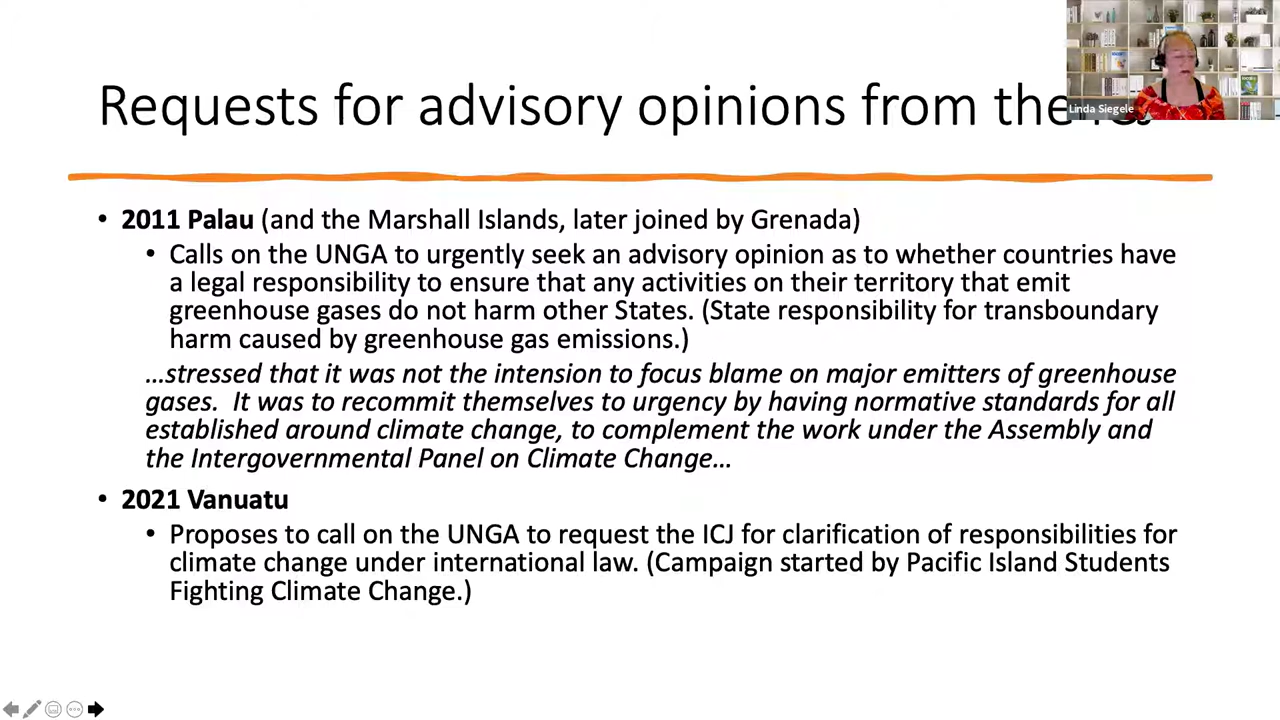 Requests for advisory opinions from the
Linda Siegele
• 2011 Palau (and the Marshall Islands, later joined by Grenada)
• Calls on the UNGA to urgently seek an advisory opinion as to whether countries have
a legal responsibility to ensure that any activities on their territory that emit
greenhouse gases do not harm other States. (State responsibility for transboundary
harm caused by greenhouse gas emissions.)
…stressed that it was not the intension to focus blame on major emitters of greenhouse
gases. It was to recommit themselves to urgency by having normative standards for all
established around climate change, to complement the work under the Assembly and
the Intergovernmental Panel on Climate Change…
• 2021 Vanuatu
• Proposes to call on the UNGA to request the ICJ for clarification of responsibilities for
climate change under international law. (Campaign started by Pacific Island Students
Fighting Climate Change.)